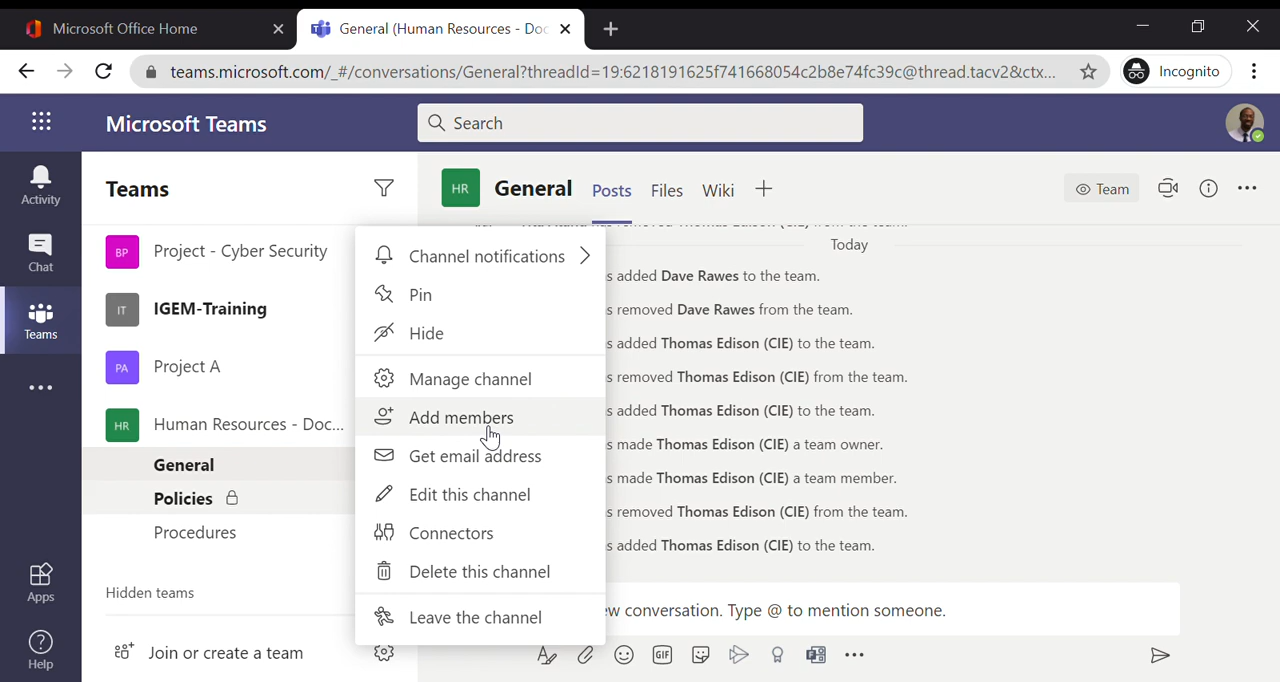 Microsoft Office Home
General (Human Resources - Doc
teams.microsoft.com/_#/conversations/General?threadId=19:6218191625f741668054c2b8e74fc39c@thread.tacv2&ctx...
Incognito
Microsoft Teams
Search
Activity
Chat
Teams
Apps
Help
Teams
BP Project - Cyber Security
IT IGEM-Training
PA Project A
HR Human Resources - Doc...
General
Policies
Procedures
Hidden teams
Join or create a team
Channel notifications
Pin
Hide
Manage channel
Add members
Get email address
Edit this channel
Connectors
Delete this channel
Leave the channel
HR General Posts Files Wiki
Team
Today
s added Dave Rawes to the team.
s removed Dave Rawes from the team.
s added Thomas Edison (CIE) to the team.
s removed Thomas Edison (CIE) from the team.
s added Thomas Edison (CIE) to the team.
s made Thomas Edison (CIE) a team owner.
s made Thomas Edison (CIE) a team member.
s removed Thomas Edison (CIE) from the team.
s added Thomas Edison (CIE) to the team.
ew conversation. Type @ to mention someone.
GIF